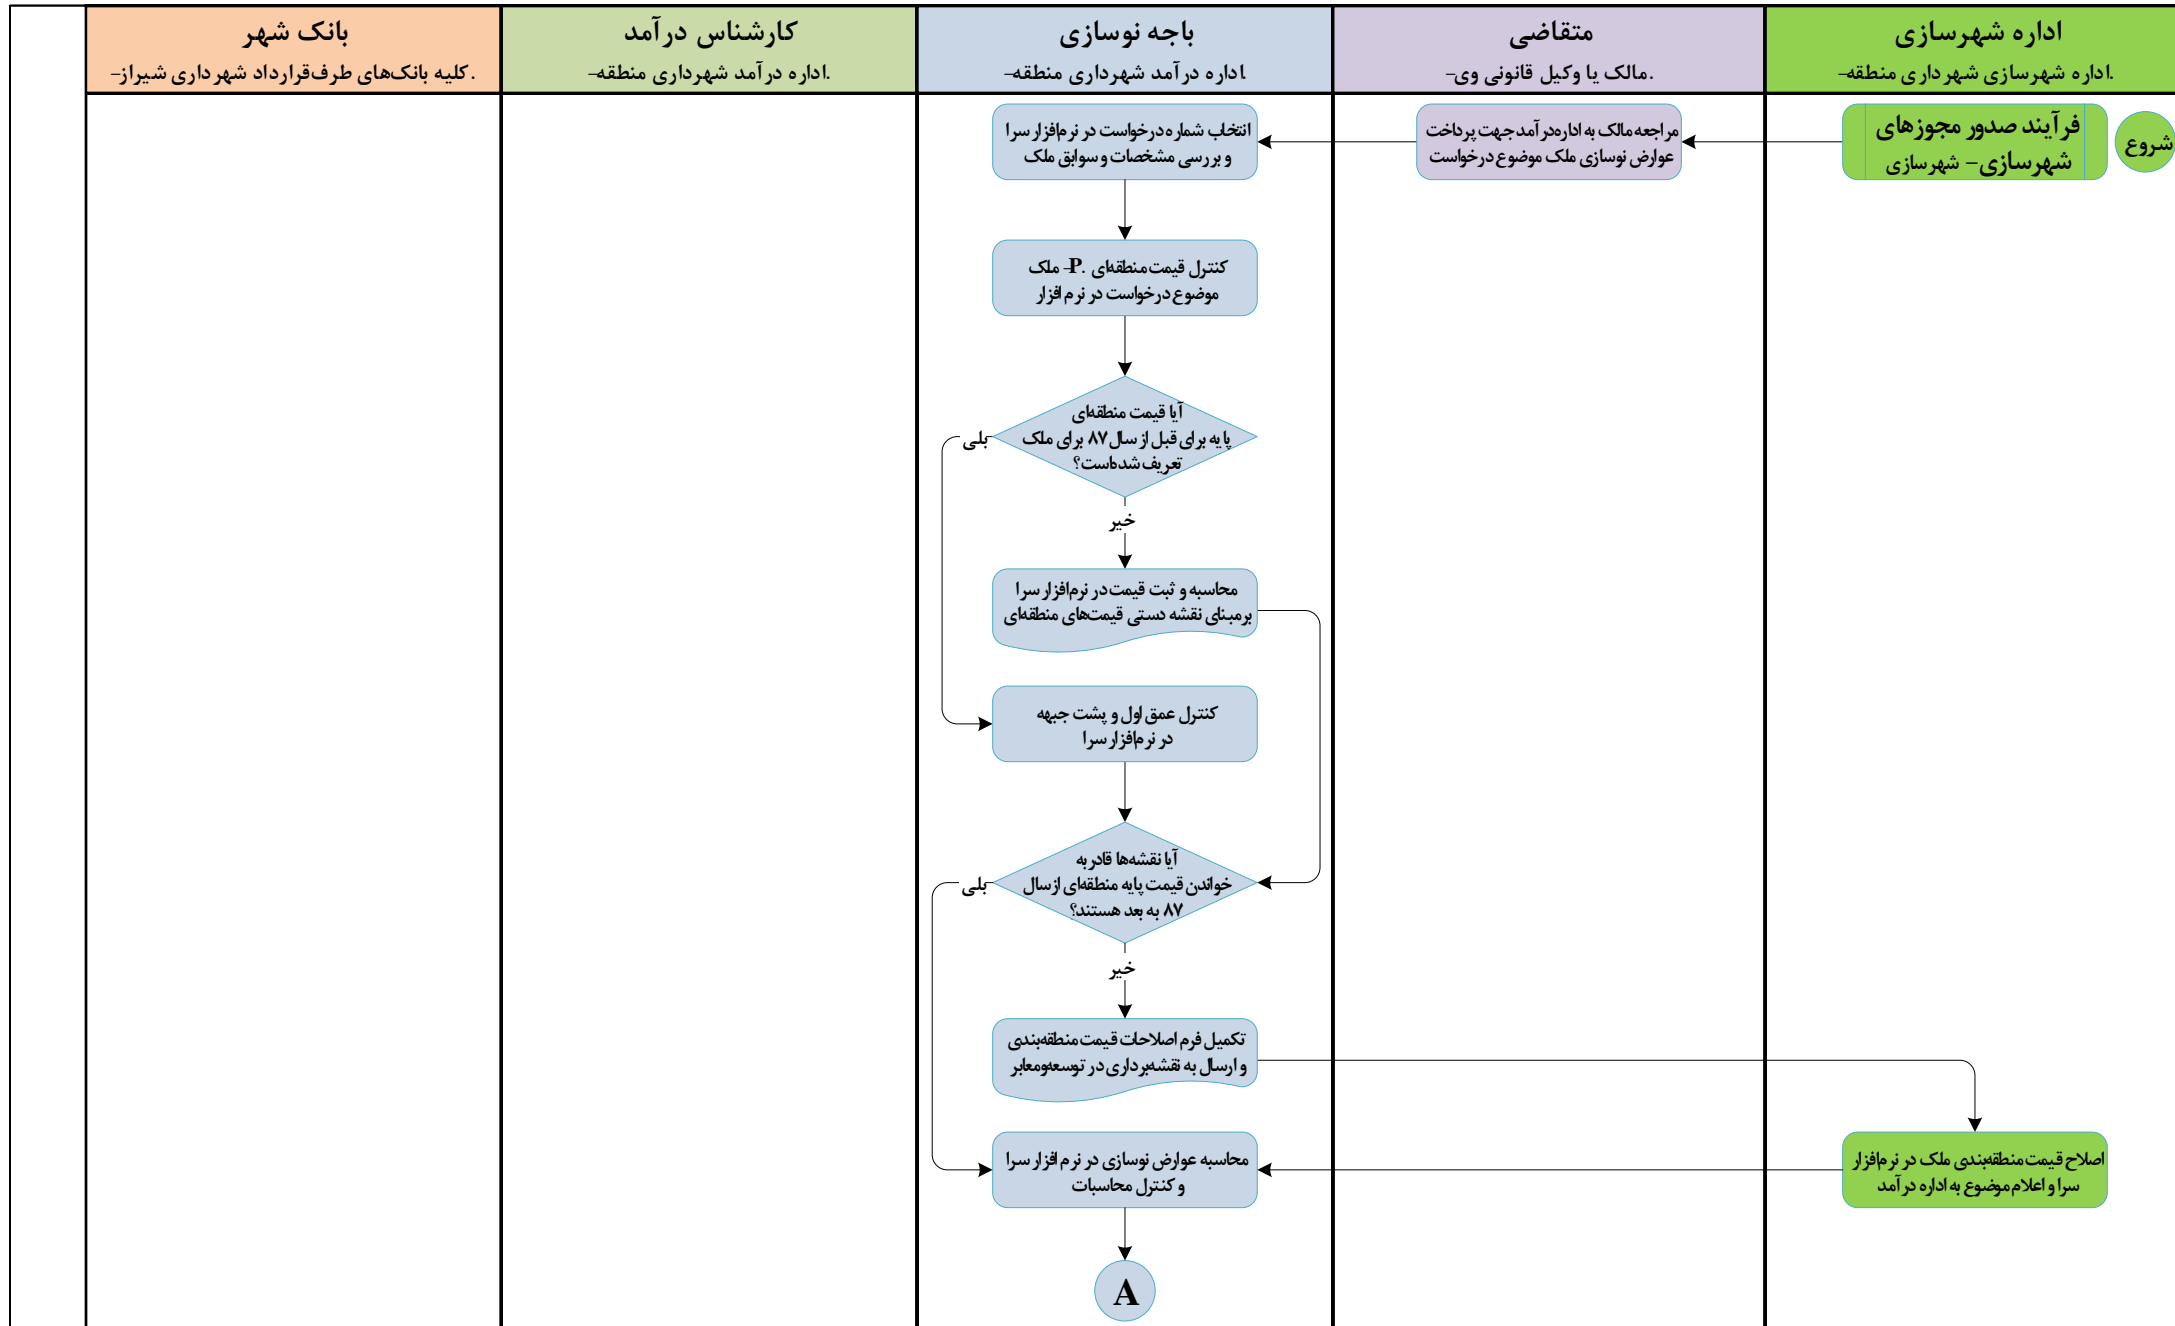 اداره شهرسازی
.اداره شهرسازی شهرداری منطقه-
متقاضی
.مالک یا وکیل قانونی وی-
باجه نوسازی
.اداره درآمد شهرداری منطقه-
کارشناس درآمد
.اداره درآمد شهرداری منطقه-
بانک شهر
.کلیه بانک‌های طرف‌قرارداد شهرداری شیراز-
شروع
فرآیند صدور مجوزهای
شهرسازی- شهرسازی
مراجعه مالک به اداره‌درآمد جهت پرداخت
عوارض نوسازی ملک موضوع درخواست
انتخاب شماره درخواست در نرم‌افزار سرا
و بررسی مشخصات و سوابق ملک
کنترل قیمت منطقه‌ای .P- ملک
موضوع درخواست در نرم افزار
آیا قیمت منطقه‌ای
پایه برای قبل از سال ۸۷ برای ملک
تعریف شده‌است؟
بلی
خیر
محاسبه و ثبت قیمت در نرم‌افزار سرا
برمبنای نقشه دستی قیمت‌های منطقه‌ای
کنترل عمق اول و پشت جبهه
در نرم‌افزار سرا
آیا نقشه‌ها قادر به
خواندن قیمت پایه منطقه‌ای از سال
۸۷ به بعد هستند؟
بلی
خیر
تکمیل فرم اصلاحات قیمت منطقه‌بندی
و ارسال به نقشه‌برداری در توسعه‌ومعابر
اصلاح قیمت منطقه‌بندی ملک در نرم‌افزار
سرا و اعلام موضوع به اداره درآمد
محاسبه عوارض نوسازی در نرم افزار سرا
و کنترل محاسبات
A